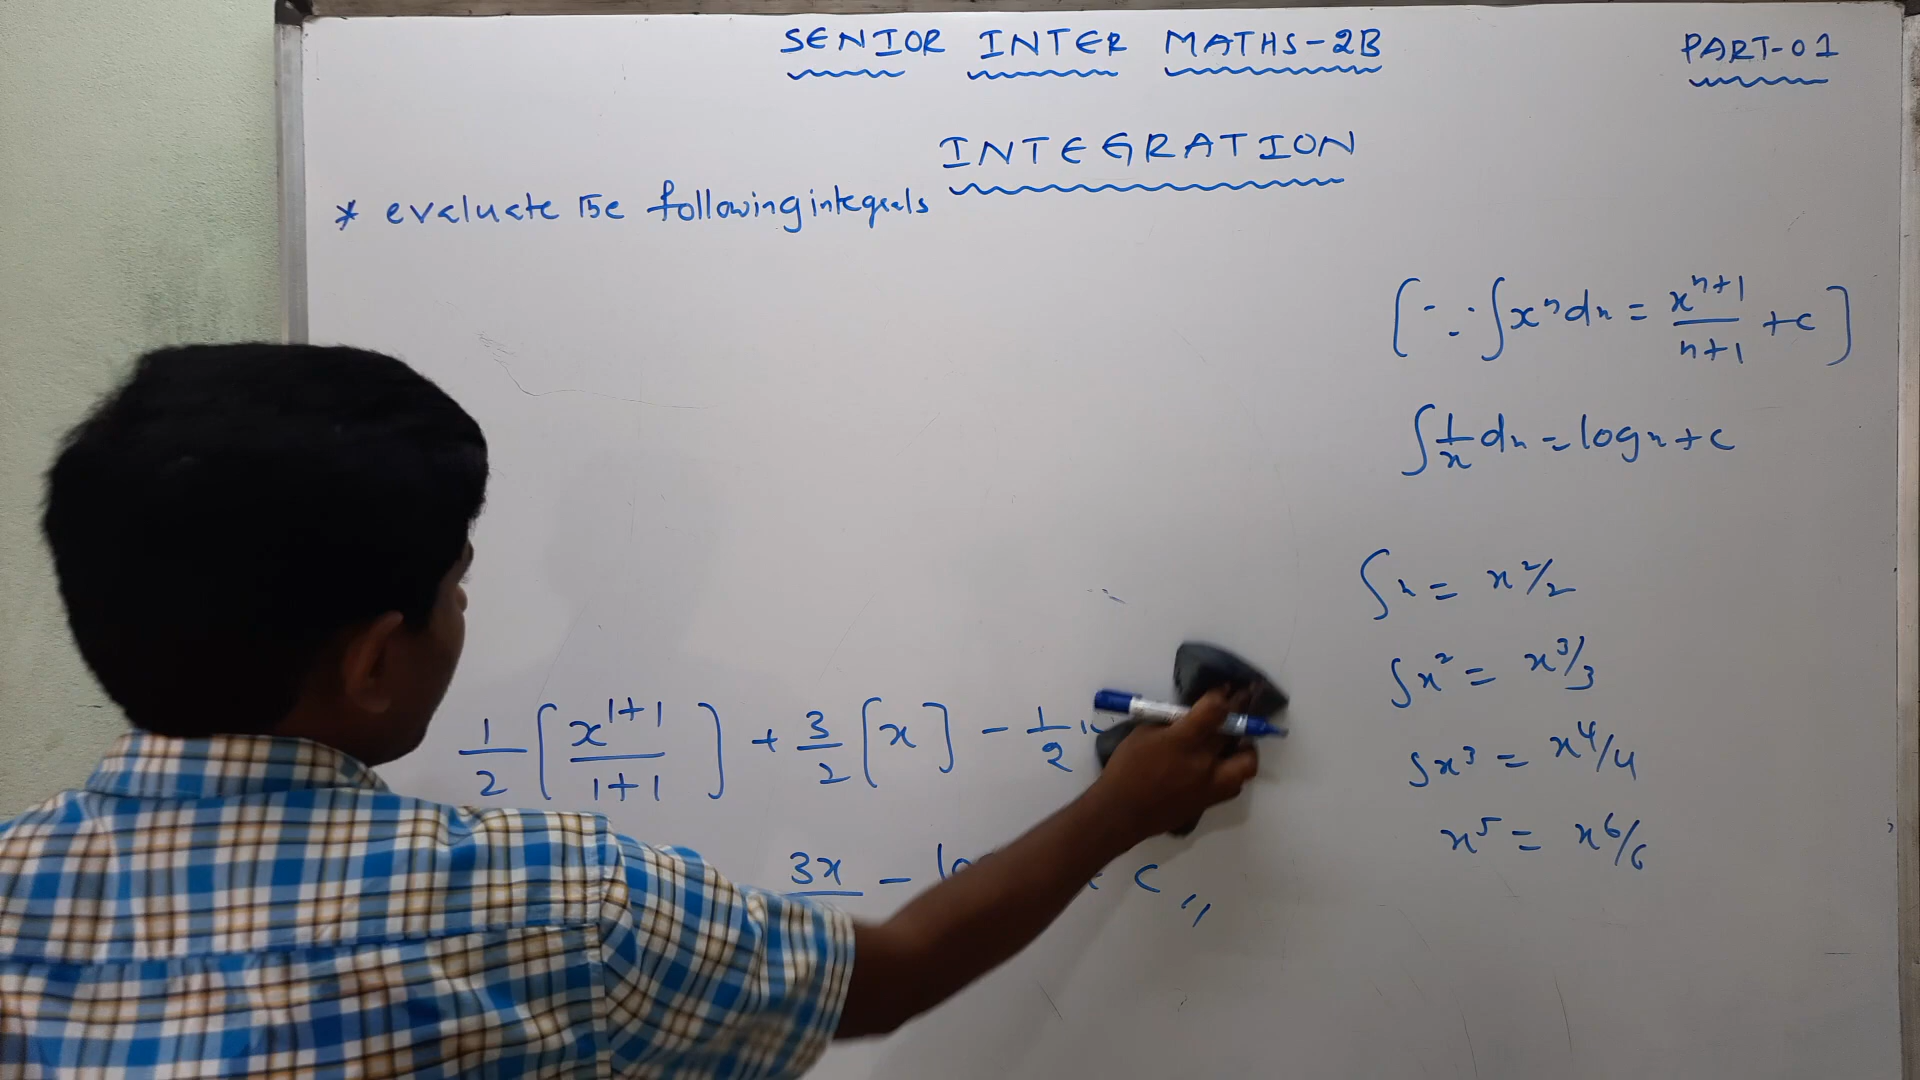 SENIOR INTER MATHS-2B PART-01
INTEGRATION
* evaluate the following integrals
[∵ ∫xⁿdx = xⁿ⁺¹/n+1 + c]
∫1/x dx = logx + c
∫x = x²/2
∫x² = x³/3
∫x³ = x⁴/4
x⁵ = x⁶/6
1/2 [x¹⁺¹/1+1] + 3/2 [x] - 1/2
3x - c